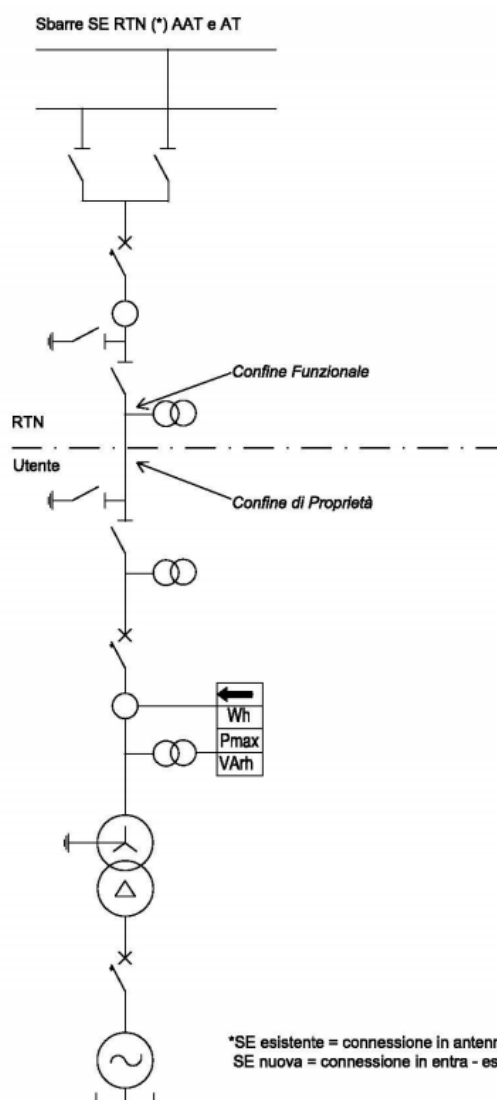 Sbarre SE RTN (*) AAT e AT
Confine Funzionale
RTN
Utente
Confine di Proprietà
Wh
Pmax
VArh
*SE esistente = connessione in antenn
SE nuova = connessione in entra - es